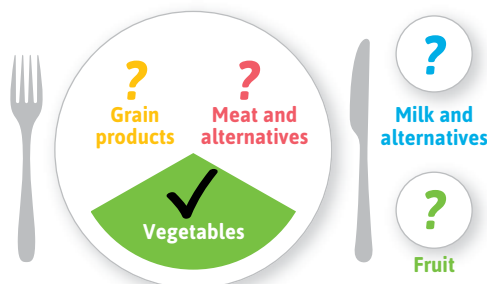 ?
Grain
products
?
Meat and
alternatives
Vegetables
?
Milk and
alternatives
?
Fruit